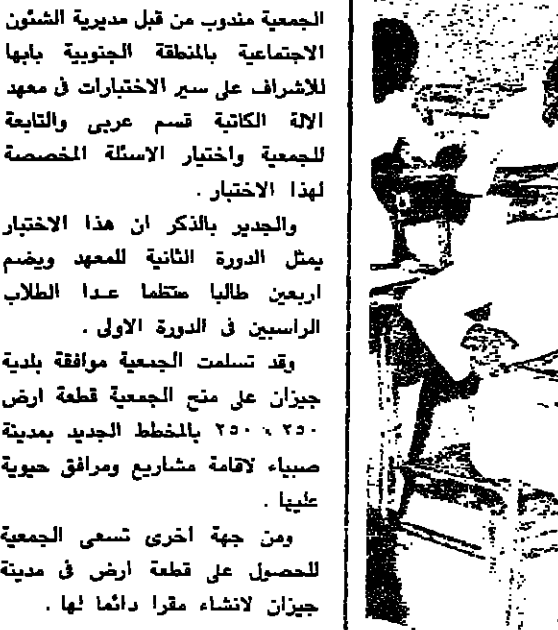 الجمعية مندوب من قبل مديرية الشئون
الاجتماعية بالمنطقة الجنوبية بابها
للاشراف على سير الاختبارات فى معهد
الالة الكاتبة قسم عربى والتابعة
للجمعية واختيار الاسئلة المخصصة
لهذا الاختبار .
والجدير بالذكر ان هذا الاختبار
يمثل الدورة الثانية للمعهد ويضم
اربعين طالبا منتظما عدا الطلاب
الراسبين فى الدورة الاولى .
وقد تسلمت الجمعية موافقة بلدية
جيزان على منح الجمعية قطعة ارض
٢٥٠ × ٢٥٠ بالمخطط الجديد بمدينة
صبياء لاقامة مشاريع ومرافق حيوية
عليها .
ومن جهة اخرى تسعى الجمعية
للحصول على قطعة ارض فى مدينة
جيزان لانشاء مقرا دائما لها .